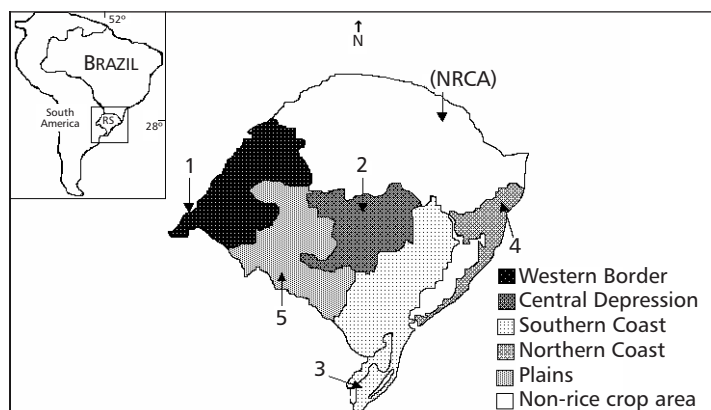 52º
BRAZIL
South
America
RS
28º
N
(NRCA)
1
2
4
5
3
Western Border
Central Depression
Southern Coast
Northern Coast
Plains
Non-rice crop area